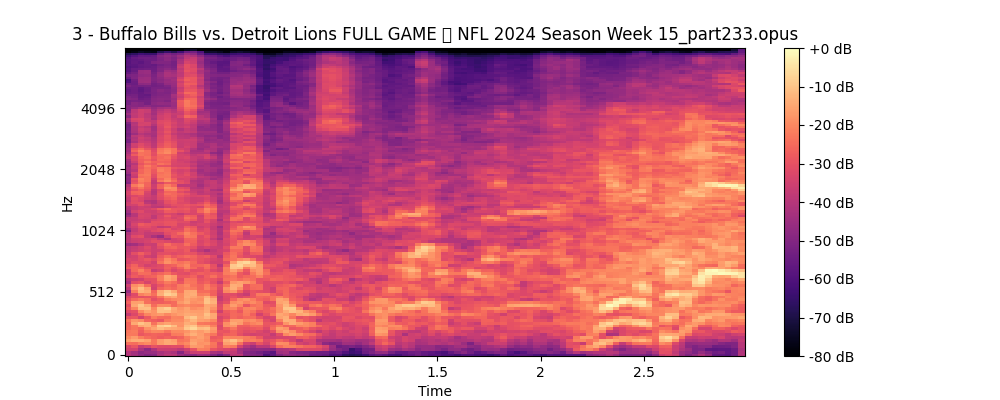 3 - Buffalo Bills vs. Detroit Lions FULL GAME ▯ NFL 2024 Season Week 15_part233.opus
+0 dB
4096
-10 dB
-20 dB
2048
-30 dB
Hz
-40 dB
1024
-50 dB
512
-60 dB
-70 dB
0
-80 dB
0 0.5 1 1.5 2 2.5
Time